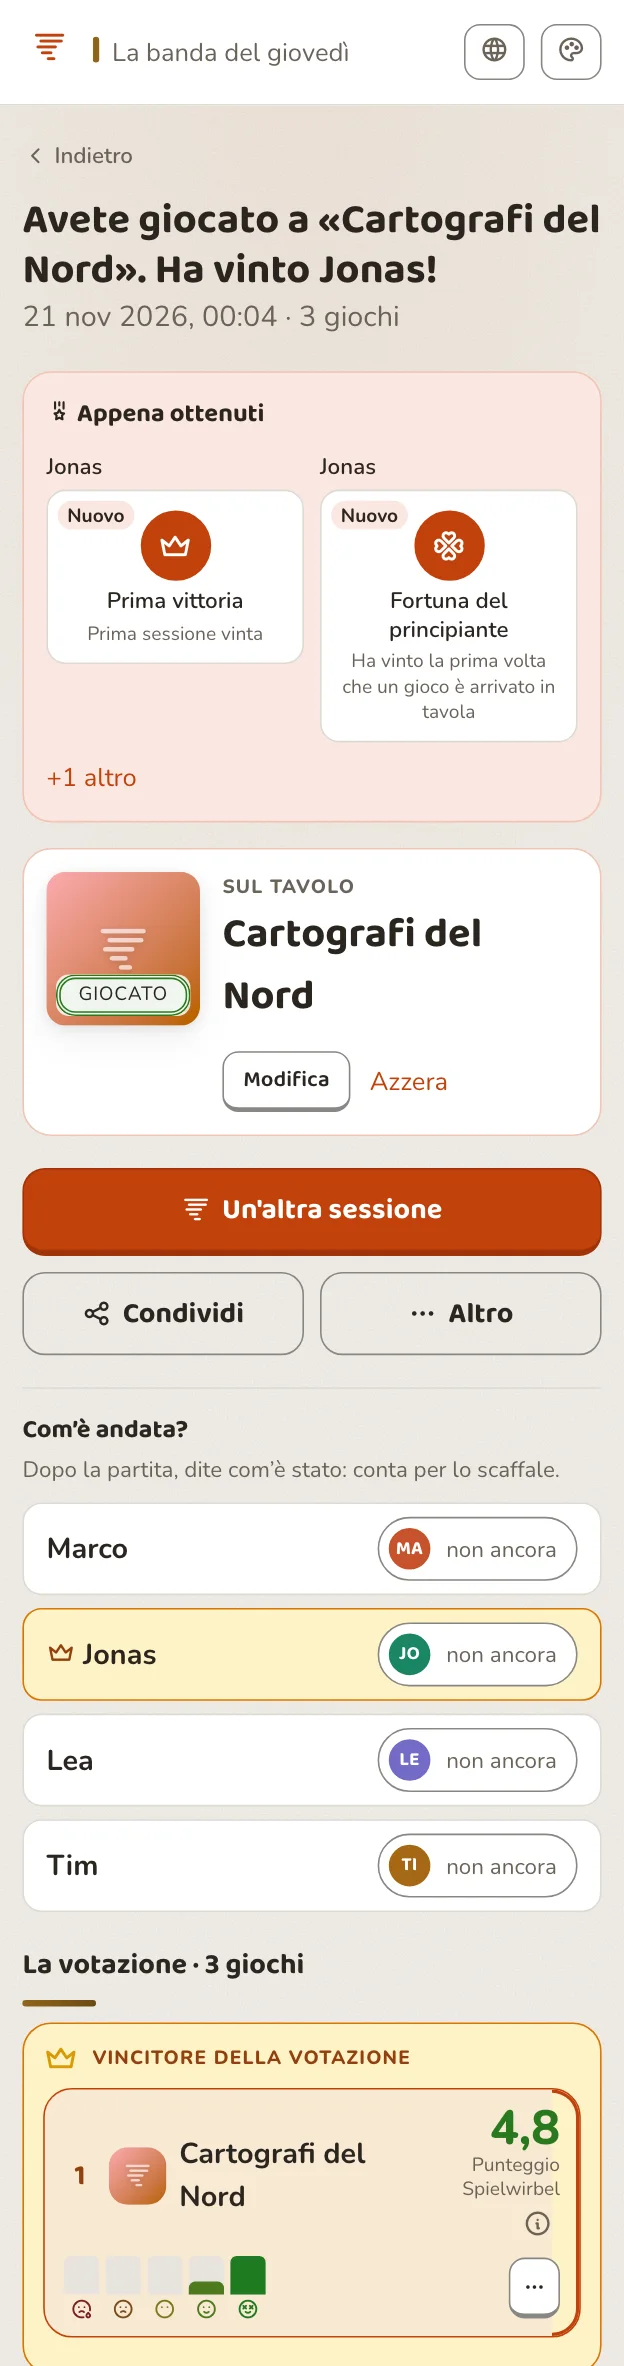 La banda del giovedì
Indietro
Avete giocato a «Cartografi del
Nord». Ha vinto Jonas!
21 nov 2026, 00:04 · 3 giochi
Appena ottenuti
Jonas
Nuovo
Prima vittoria
Prima sessione vinta
Jonas
Nuovo
Fortuna del
principiante
Ha vinto la prima volta
che un gioco è arrivato in
tavola
+1 altro
GIOCATO
SUL TAVOLO
Cartografi del
Nord
Modifica
Azzera
Un'altra sessione
Condividi
Altro
Com’è andata?
Dopo la partita, dite com’è stato: conta per lo scaffale.
Marco
MA
non ancora
Jonas
JO
non ancora
Lea
LE
non ancora
Tim
TI
non ancora
La votazione · 3 giochi
VINCITORE DELLA VOTAZIONE
1
Cartografi del
Nord
4,8
Punteggio
Spielwirbel